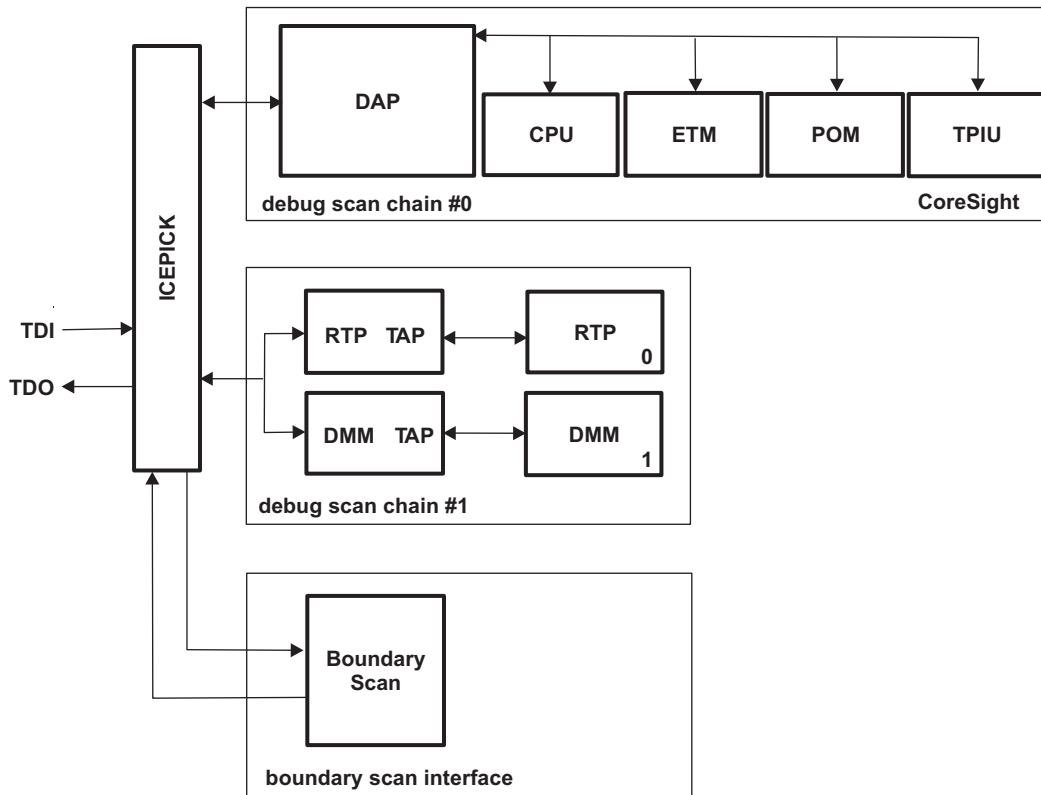 DAP
CPU
ETM
POM
TPIU
debug scan chain #0
CoreSight
ICEPICK
TDI
TDO
RTP TAP
RTP
0
DMM TAP
DMM
1
debug scan chain #1
Boundary
Scan
boundary scan interface